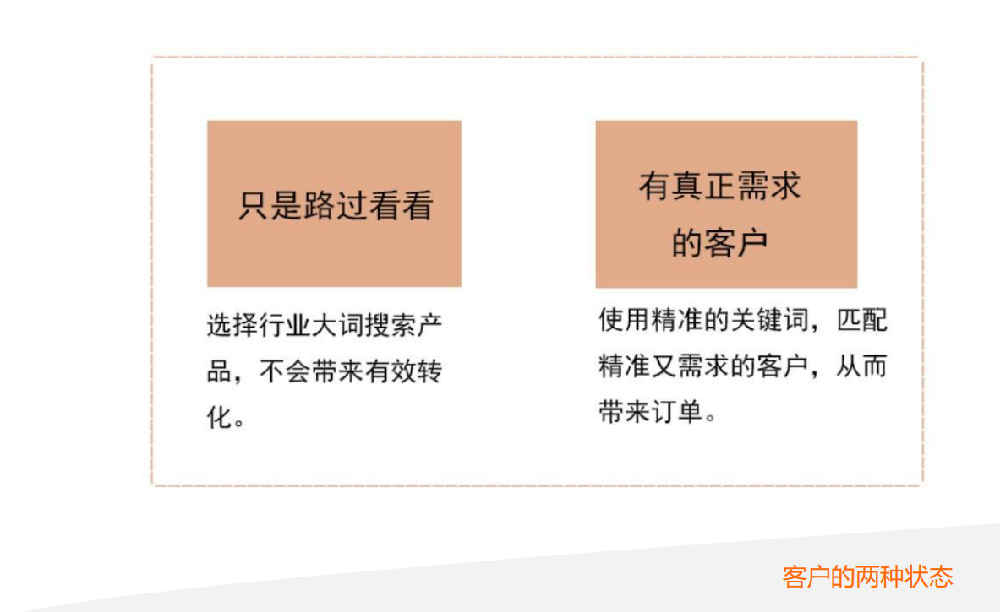 只是路过看看
选择行业大词搜索产
品，不会带来有效转
化。
有真正需求
的客户
使用精准的关键词，匹配
精准又需求的客户，从而
带来订单。
客户的两种状态